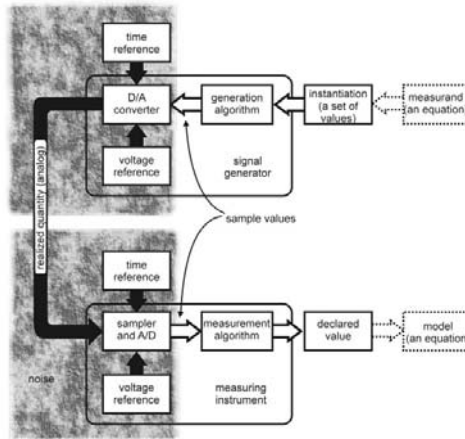 time
reference
D/A
converter
generation
algorithm
instantiation
(a set of
values)
measurand
(an equation)
voltage
reference
signal
generator
realized quantity (analog)
sample values
time
reference
sampler
and A/D
measurement
algorithm
declared
value
model
(an equation)
noise
voltage
reference
measuring
instrument